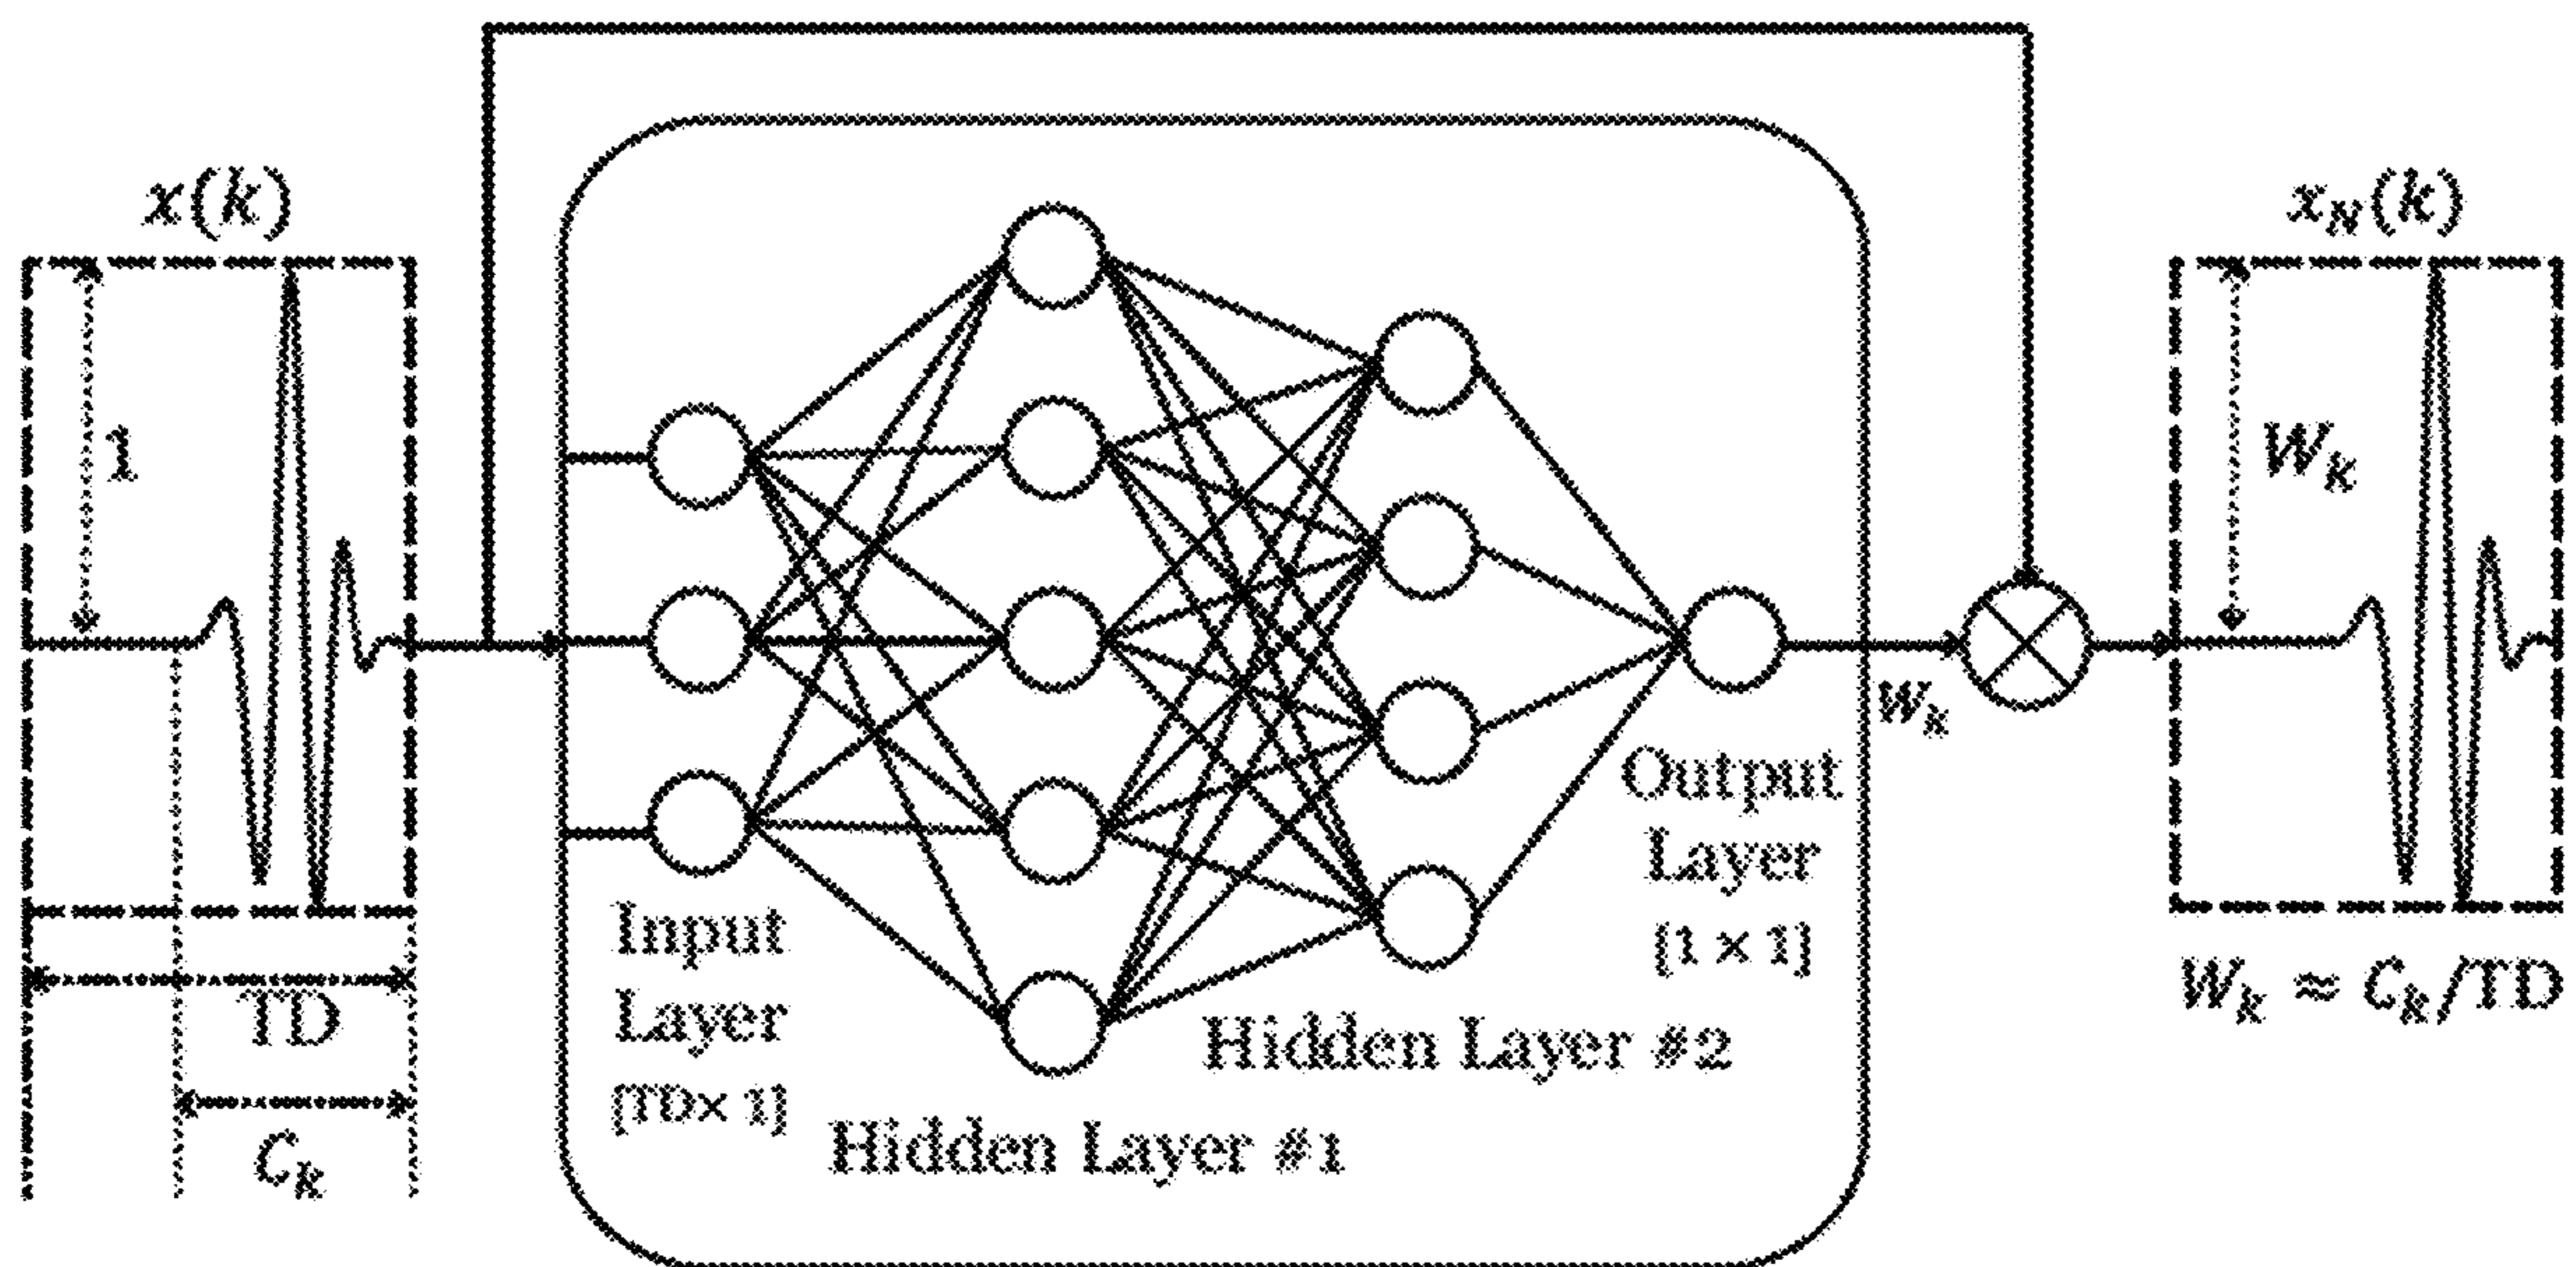 x(k)
1
TD
C_k
Input
Layer
[TD× 1]
Hidden Layer #1
Hidden Layer #2
Output
Layer
[1 × 1]
W_k
x_N(k)
W_k
W_k ≈ C_k/TD